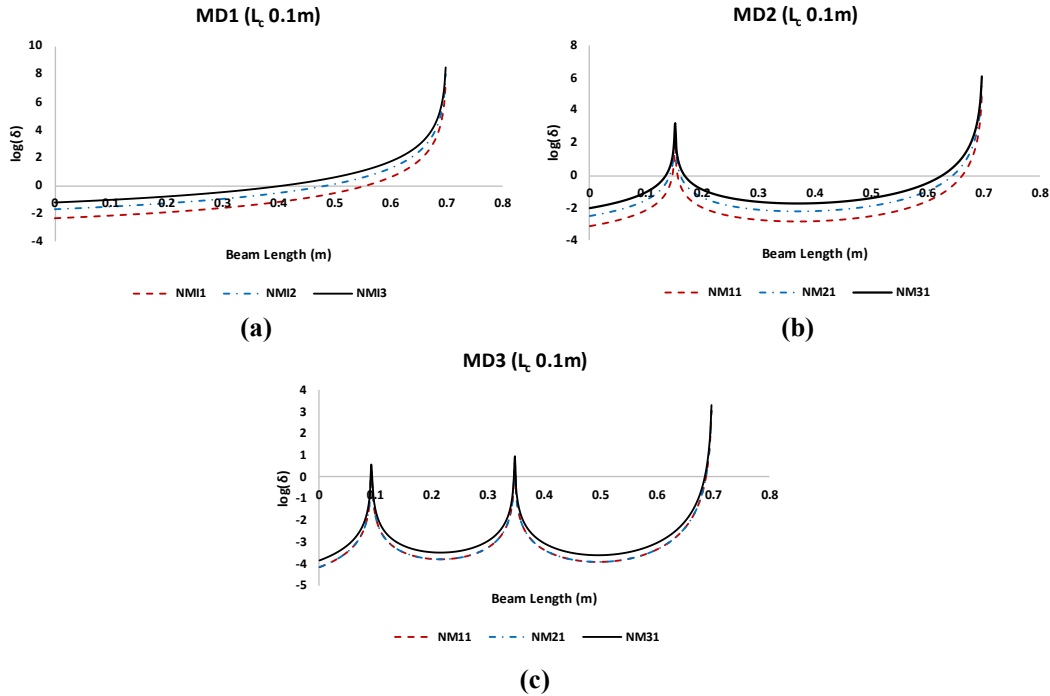 MD1 (L_c 0.1m)
10
8
6
4
2
0
-2
-4
0 0.1 0.2 0.3 0.4 0.5 0.6 0.7 0.8
log(δ)
Beam Length (m)
NMI1 NMI2 NMI3
(a)
MD2 (L_c 0.1m)
8
6
4
2
0
-2
-4
0 0.1 0.2 0.3 0.4 0.5 0.6 0.7 0.8
log(δ)
Beam Length (m)
NM11 NM21 NM31
(b)
MD3 (L_c 0.1m)
4
3
2
1
0
-1
-2
-3
-4
-5
0 0.1 0.2 0.3 0.4 0.5 0.6 0.7 0.8
log(δ)
Beam Length (m)
NM11 NM21 NM31
(c)